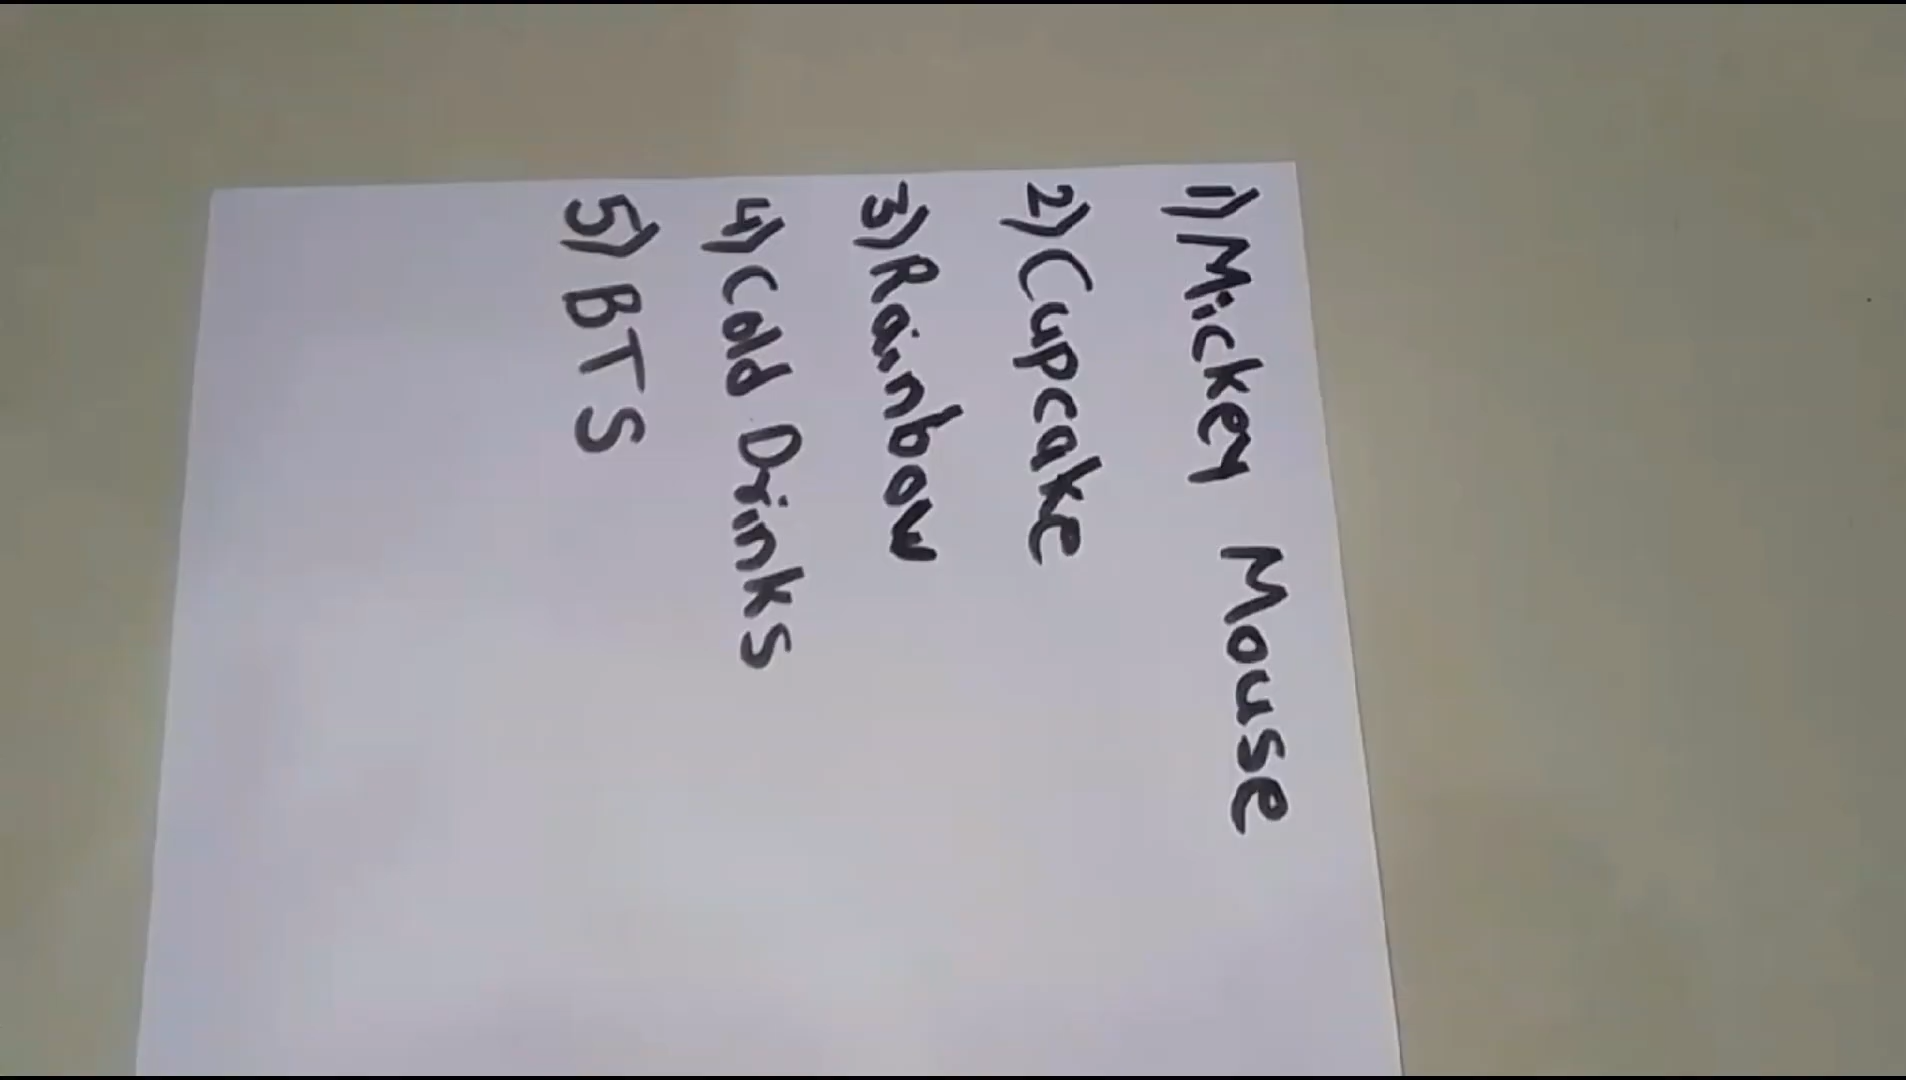 1) Mickey Mouse
2) Cupcake
3) Rainbow
4) Cold Drinks
5) BTS